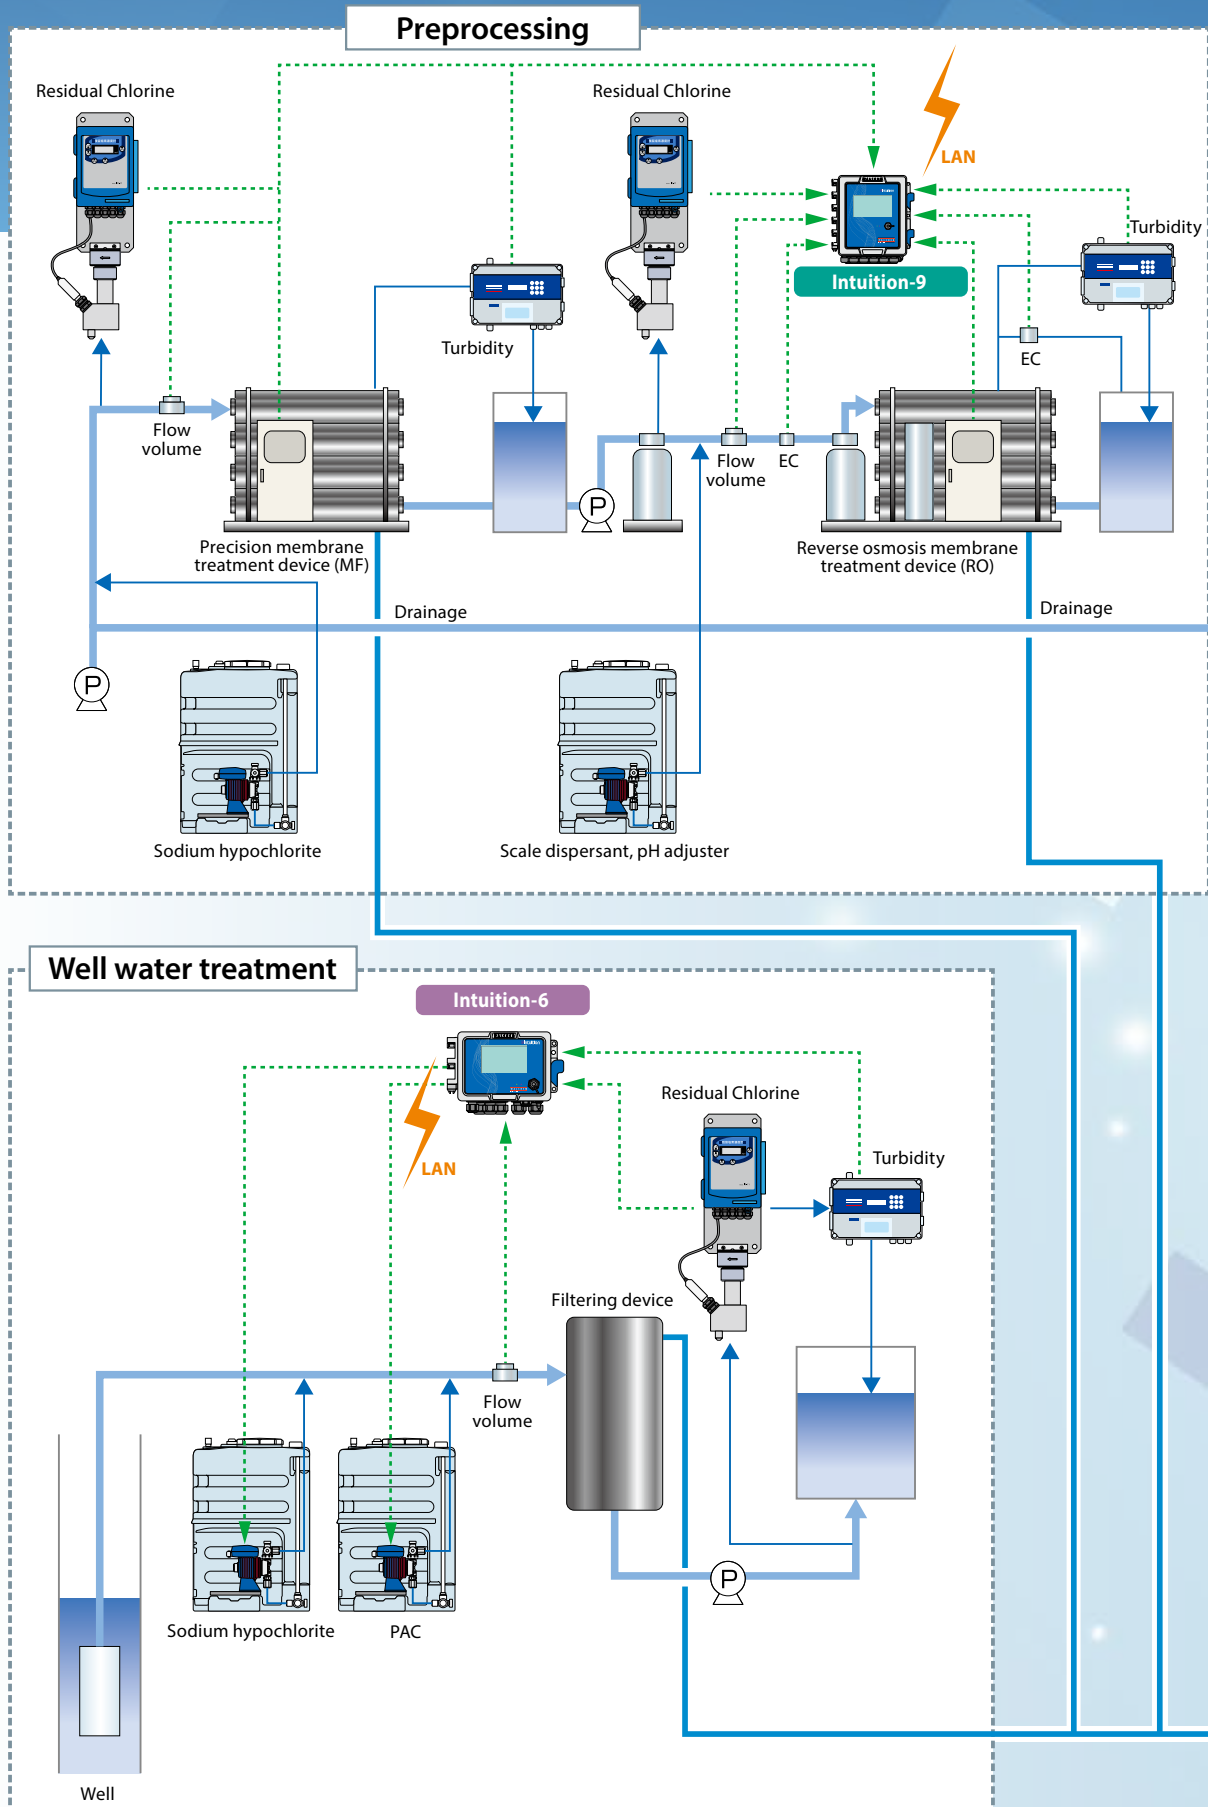 Preprocessing
Residual Chlorine
Residual Chlorine
LAN
Turbidity
Intuition-9
Turbidity
EC
Flow
volume
Flow
volume
EC
P
Precision membrane
treatment device (MF)
Reverse osmosis membrane
treatment device (RO)
Drainage
Drainage
P
Sodium hypochlorite
Scale dispersant, pH adjuster
Well water treatment
Intuition-6
Residual Chlorine
LAN
Turbidity
Filtering device
Flow
volume
P
Sodium hypochlorite
PAC
Well